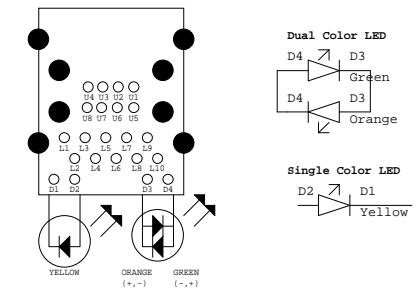 U4 U3 U2 U1
U8 U7 U6 U5
L1 L3 L5 L7 L9
L2 L4 L6 L8 L10
D1 D2 D3 D4
YELLOW ORANGE GREEN
(+,-) (-,+)
Dual Color LED
D4 D3
Green
D4 D3
Orange
Single Color LED
D2 D1
Yellow